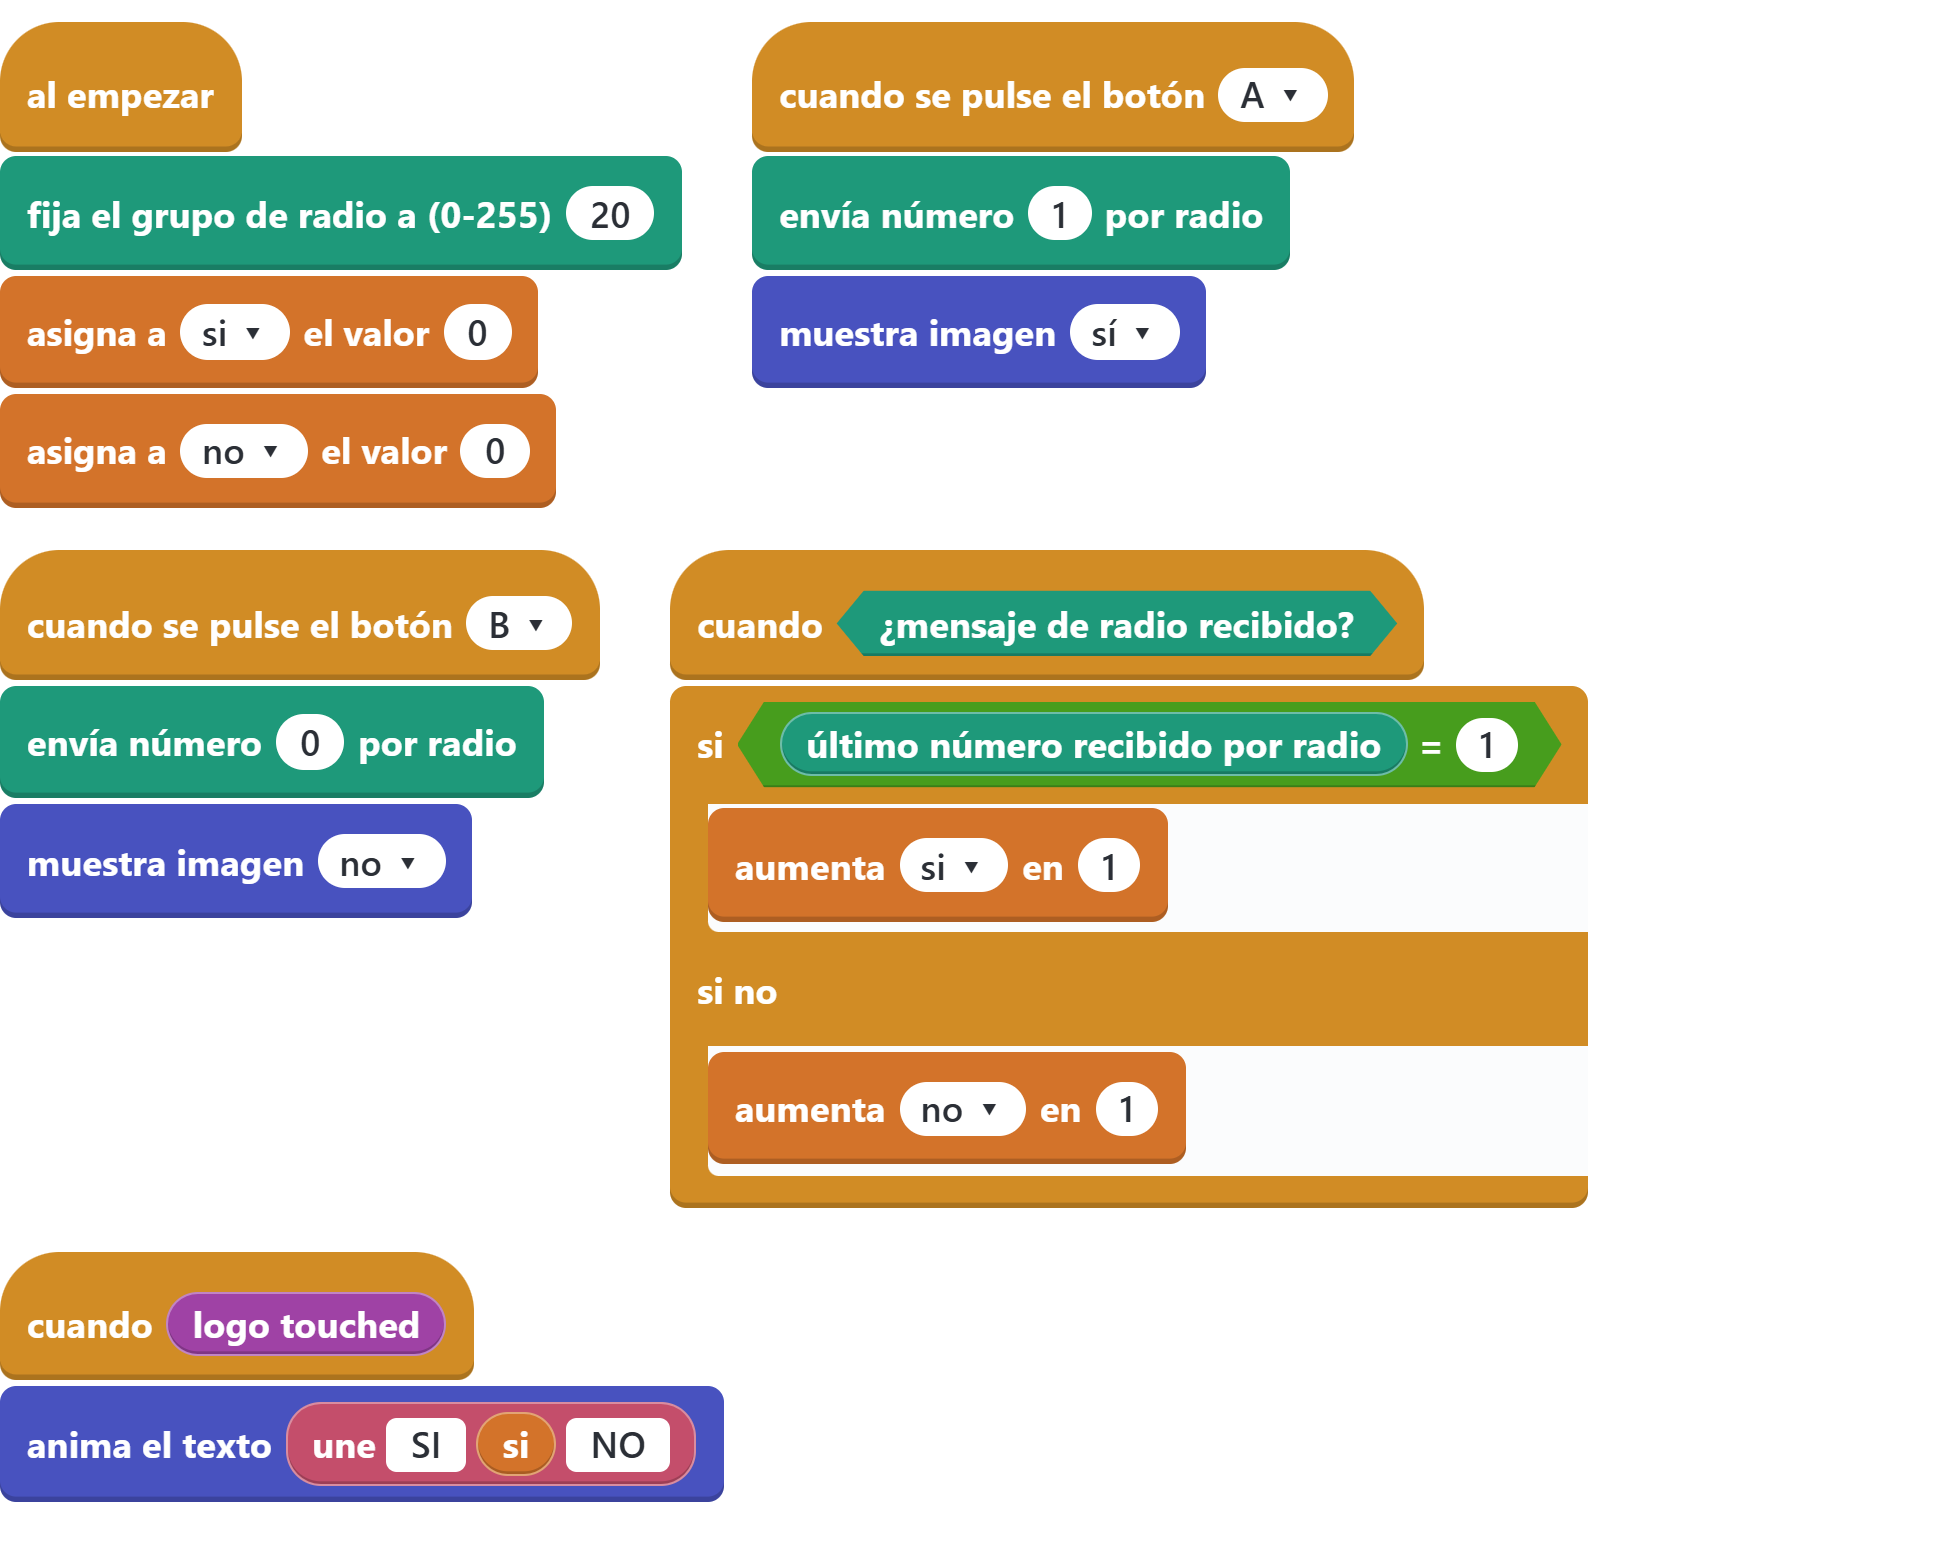 al empezar
fija el grupo de radio a (0-255) 20
asigna a si el valor 0
asigna a no el valor 0
cuando se pulse el botón A
envía número 1 por radio
muestra imagen sí
cuando se pulse el botón B
envía número 0 por radio
muestra imagen no
cuando ¿mensaje de radio recibido?
si último número recibido por radio = 1
aumenta si en 1
si no
aumenta no en 1
cuando logo touched
anima el texto une SI si NO